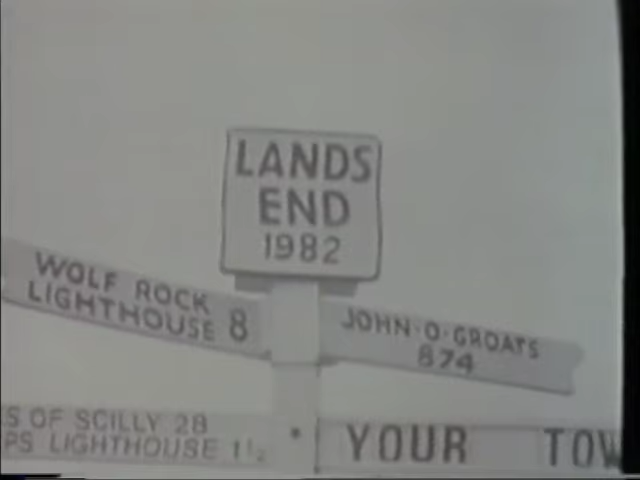 LANDS
END
1982
WOLF ROCK
LIGHTHOUSE 8
JOHN·O·GROATS
874
S OF SCILLY 28
PS LIGHTHOUSE 1½
YOUR TOW